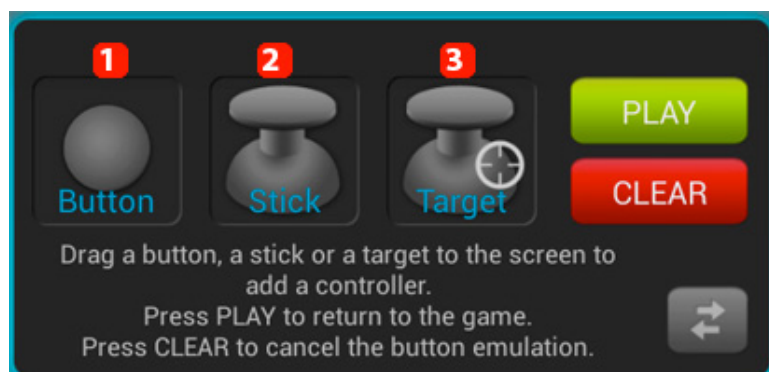 1 2 3
Button Stick Target
PLAY
CLEAR
Drag a button, a stick or a target to the screen to
add a controller.
Press PLAY to return to the game.
Press CLEAR to cancel the button emulation.